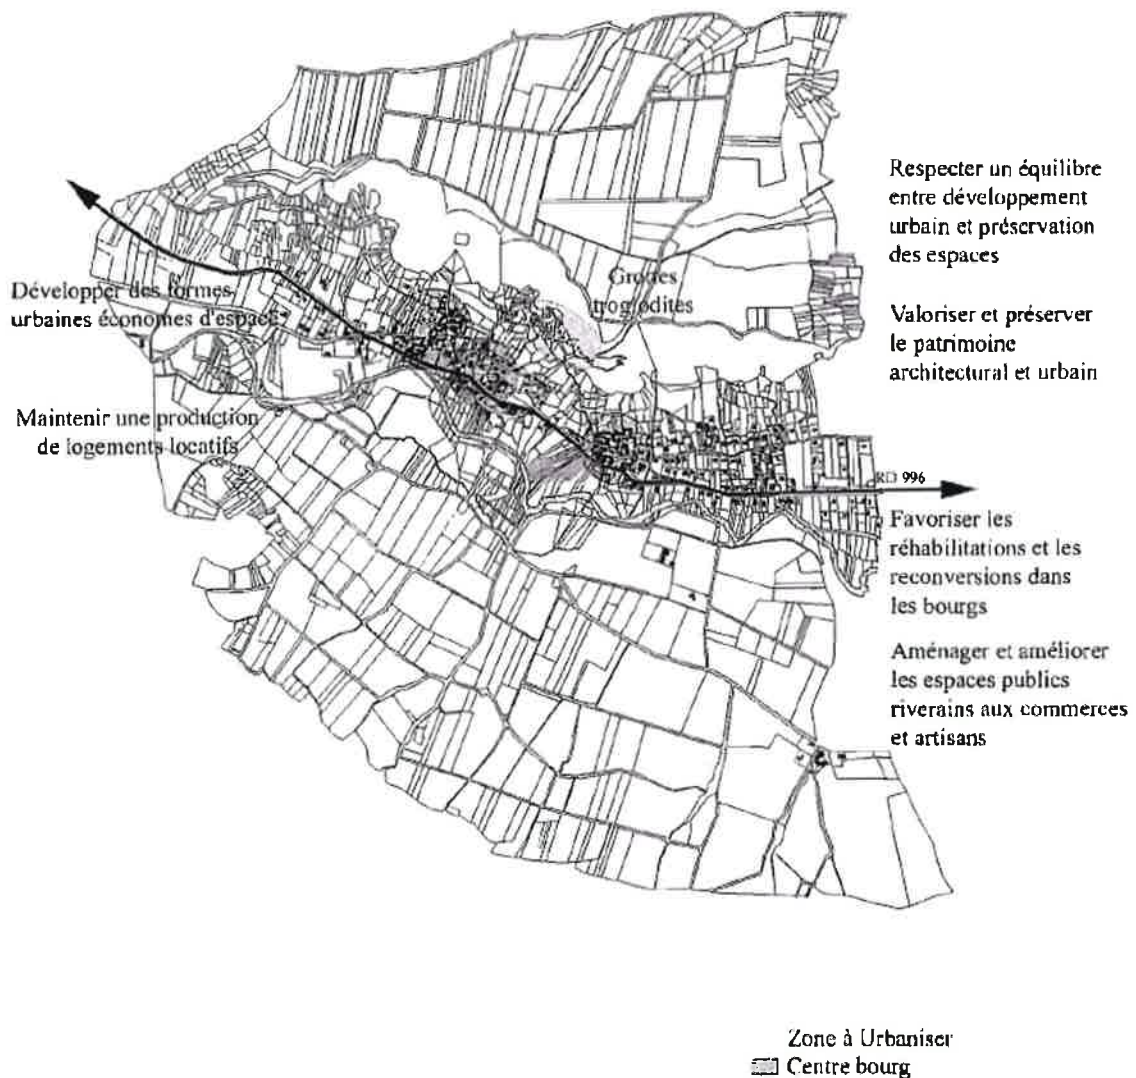 Respecter un équilibre
entre développement
urbain et préservation
des espaces
Grottes
troglodites
Développer des formes
urbaines économes d'espace
Valoriser et préserver
le patrimoine
architectural et urbain
Maintenir une production
de logements locatifs
RD 996
Favoriser les
réhabilitations et les
reconversions dans
les bourgs
Aménager et améliorer
les espaces publics
riverains aux commerces
et artisans
Zone à Urbaniser
Centre bourg